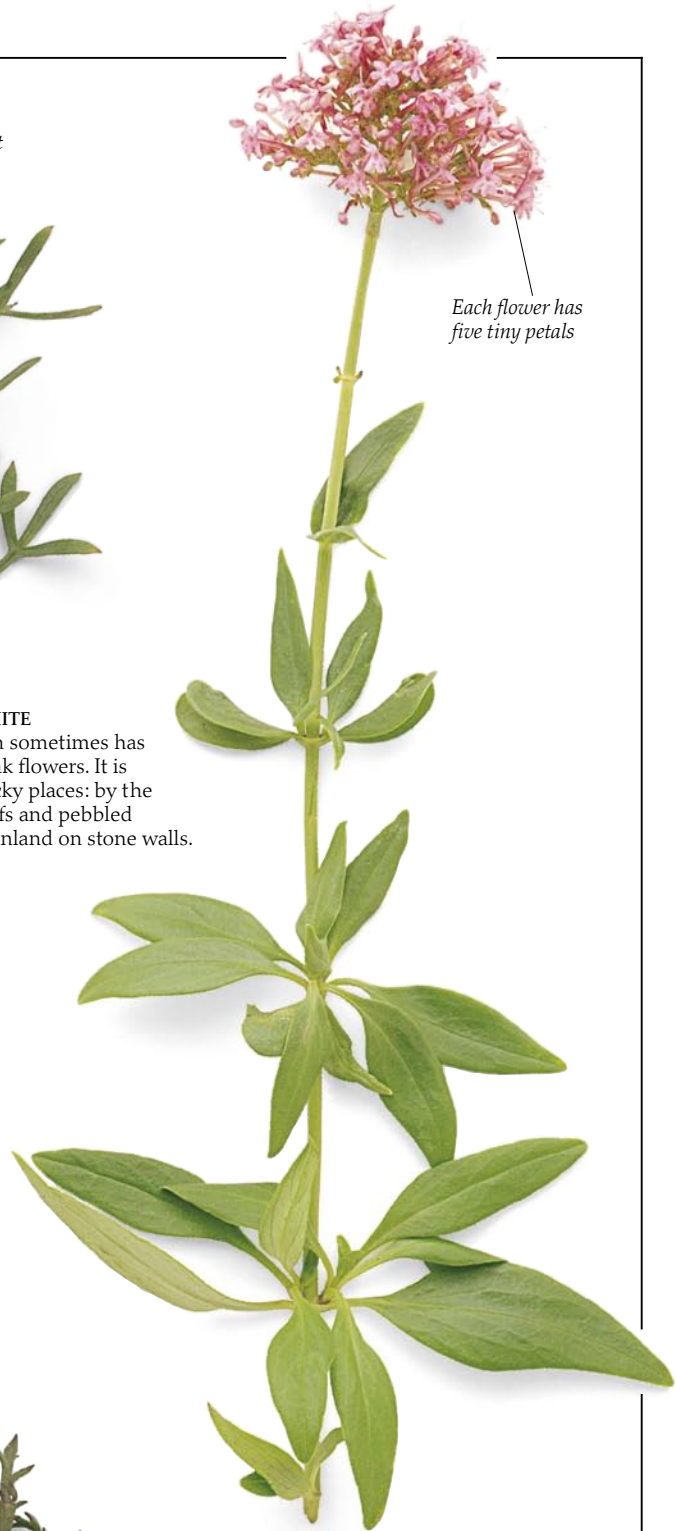 Each flower has
five tiny petals
sometimes has
flowers. It is
places: by the
and pebbled
inland on stone walls.